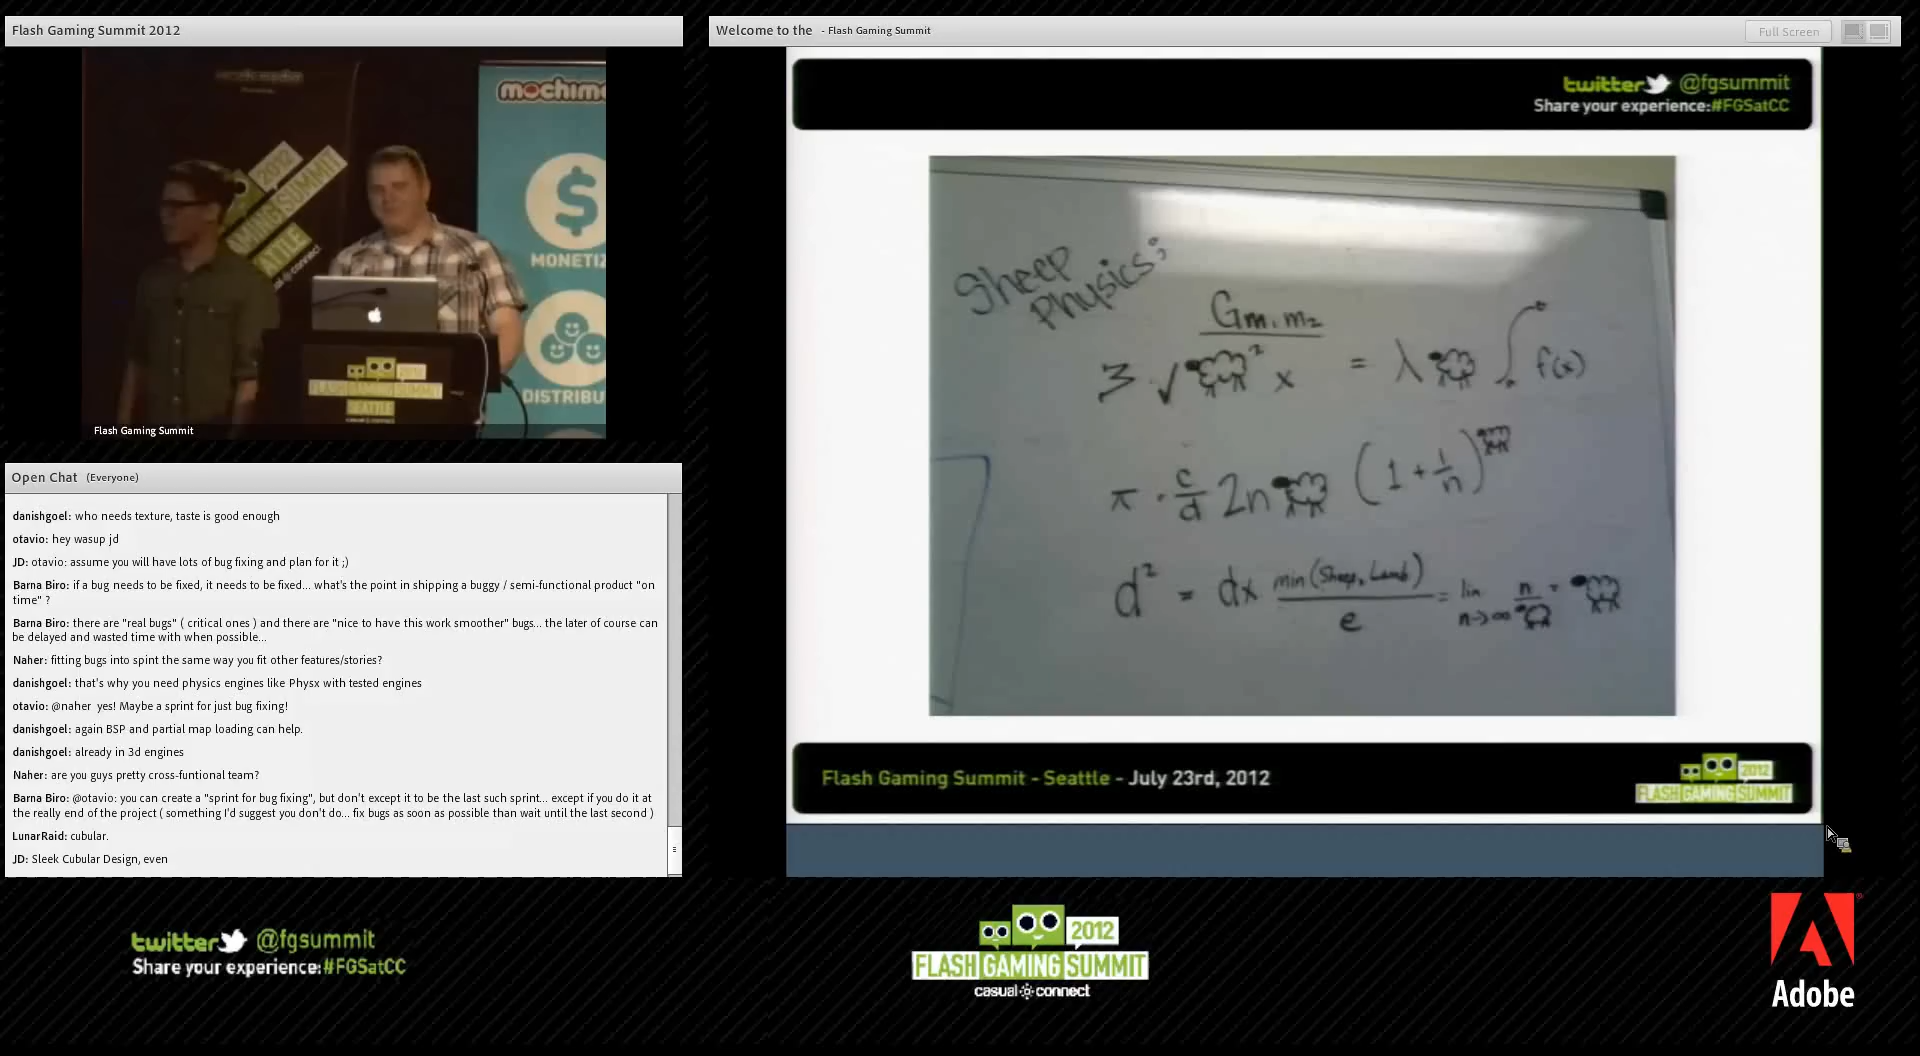 Flash Gaming Summit 2012
Welcome to the - Flash Gaming Summit
Full Screen
mochim
2012
MING SUMMIT
ATTLE
MONETIZ
DISTRIBU
FLASH GAMING SUMMIT
SEATTLE
Flash Gaming Summit
twitter @fgsummit
Share your experience:#FGSatCC
Sheep
Physics:
Gm1m2
3 √ 2 x = λ ∫ f(x)
π · c/d 2n (1 + 1/n)
d² = dx min(Sheep, Lamb) / e = lim n→∞ n =
Flash Gaming Summit - Seattle - July 23rd, 2012
2012
FLASH GAMING SUMMIT
Open Chat (Everyone)
danishgoel: who needs texture, taste is good enough
otavio: hey wasup jd
JD: otavio: assume you will have lots of bug fixing and plan for it ;)
Barna Biro: if a bug needs to be fixed, it needs to be fixed... what's the point in shipping a buggy / semi-functional product "on
time" ?
Barna Biro: there are "real bugs" ( critical ones ) and there are "nice to have this work smoother" bugs... the later of course can
be delayed and wasted time with when possible...
Naher: fitting bugs into spint the same way you fit other features/stories?
danishgoel: that's why you need physics engines like Physx with tested engines
otavio: @naher yes! Maybe a sprint for just bug fixing!
danishgoel: again BSP and partial map loading can help.
danishgoel: already in 3d engines
Naher: are you guys pretty cross-funtional team?
Barna Biro: @otavio: you can create a "sprint for bug fixing", but don't except it to be the last such sprint... except if you do it at
the really end of the project ( something I'd suggest you don't do... fix bugs as soon as possible than wait until the last second )
LunarRaid: cubular.
JD: Sleek Cubular Design, even
twitter @fgsummit
Share your experience:#FGSatCC
2012
FLASH GAMING SUMMIT
casual connect
Adobe